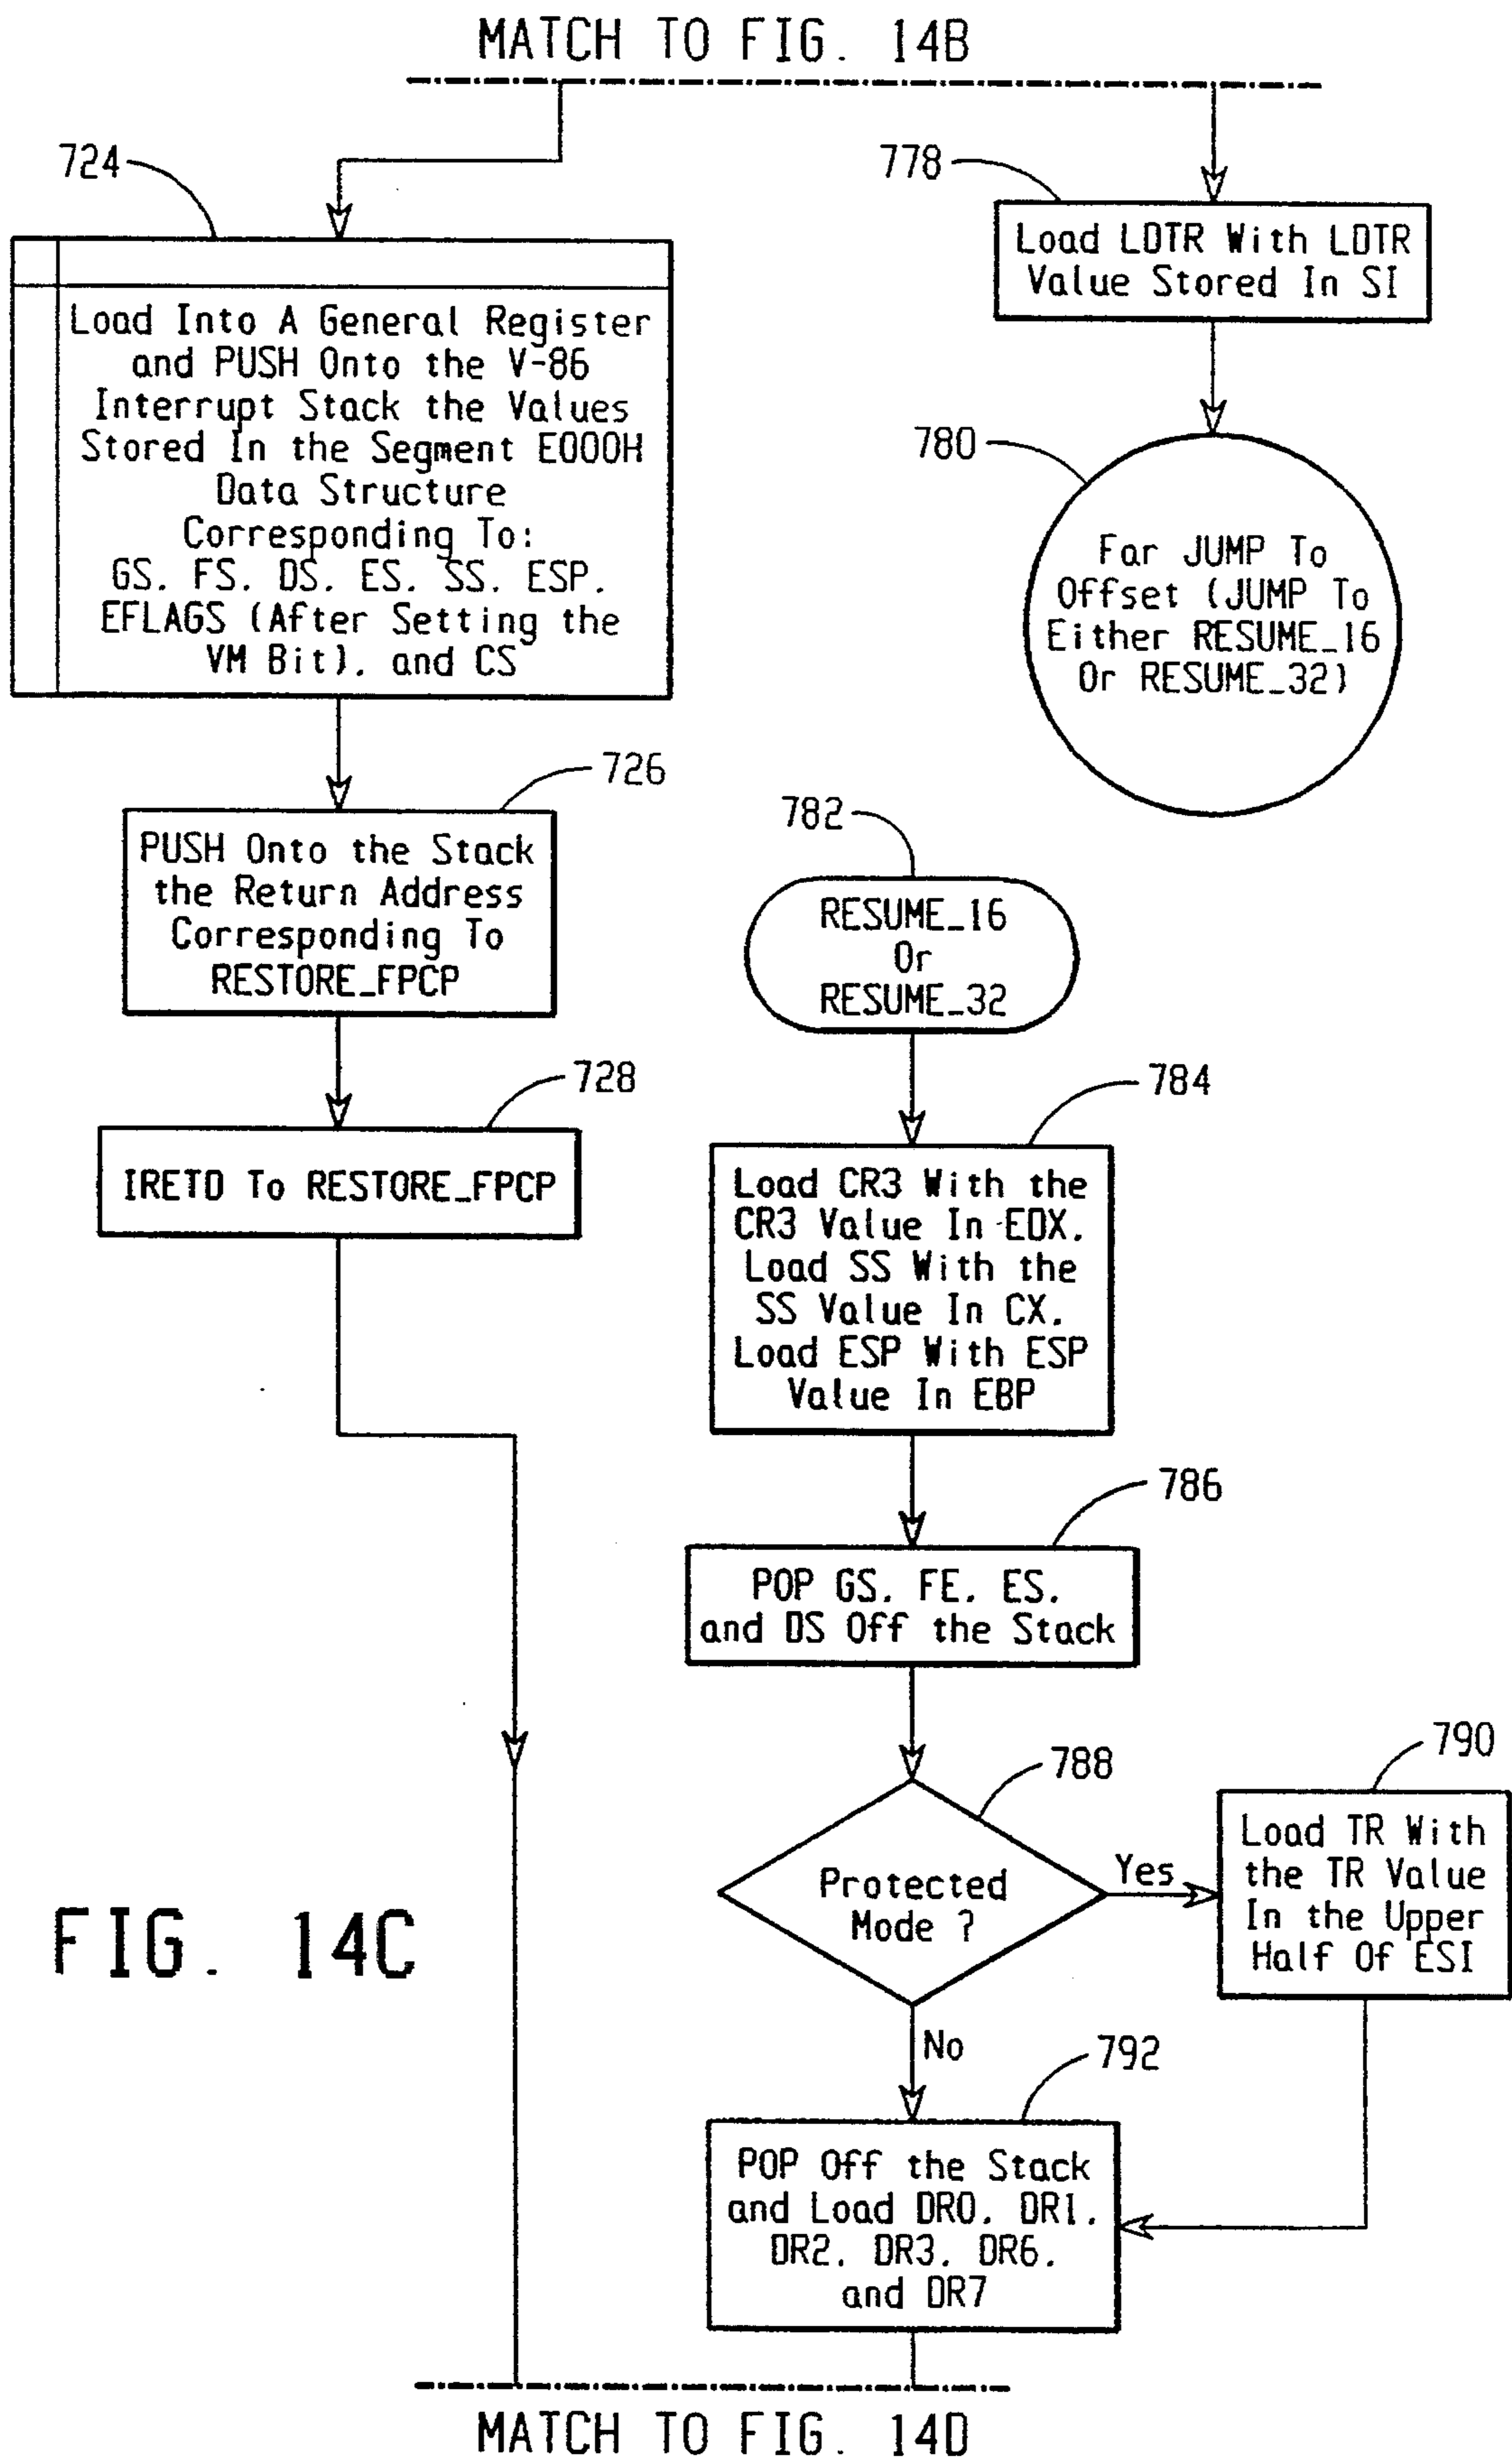 MATCH TO FIG. 14B
724
Load Into A General Register
and PUSH Onto the V-86
Interrupt Stack the Values
Stored In the Segment E000H
Data Structure
Corresponding To:
GS, FS, DS, ES, SS, ESP,
EFLAGS (After Setting the
VM Bit), and CS
726
PUSH Onto the Stack
the Return Address
Corresponding To
RESTORE_FPCP
728
IRETD To RESTORE_FPCP
778
Load LDTR With LDTR
Value Stored In SI
780
Far JUMP To
Offset (JUMP To
Either RESUME_16
Or RESUME_32)
782
RESUME_16
Or
RESUME_32
784
Load CR3 With the
CR3 Value In EDX,
Load SS With the
SS Value In CX,
Load ESP With ESP
Value In EBP
786
POP GS, FE, ES,
and DS Off the Stack
788
Protected
Mode ?
Yes
790
Load TR With
the TR Value
In the Upper
Half Of ESI
No
792
POP Off the Stack
and Load DR0, DR1,
DR2, DR3, DR6,
and DR7
FIG. 14C
MATCH TO FIG. 14D